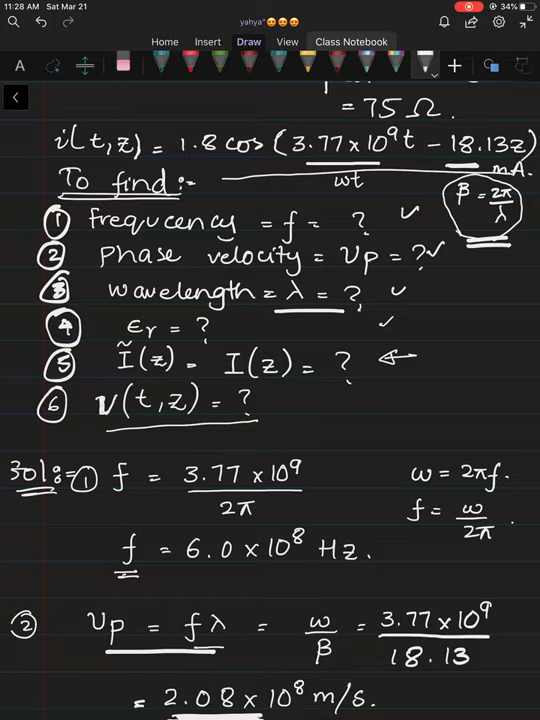 11:28 AM Sat Mar 21
34%
yahya"😍😍😍
Home Insert Draw View Class Notebook
A
= 75 Ω.
i(t,z) = 1.8 cos (3.77 x 10⁹t - 18.13z) mA.
ωt
β = 2π/λ
To find:-
① Frequcency = f = ? ✓
② Phase velocity = υp = ? ✓
③ wavelength = λ = ? ✓
④ ϵr = ? ✓
⑤ Ĩ(z) = I(z) = ? ←
⑥ v(t,z) = ?
Sol:= ① f = 3.77 x 10⁹ / 2π
ω = 2πf.
f = ω/2π.
f = 6.0 x 10⁸ Hz.
② υp = fλ = ω/β = 3.77 x 10⁹ / 18.13
= 2.08 x 10⁸ m/s.